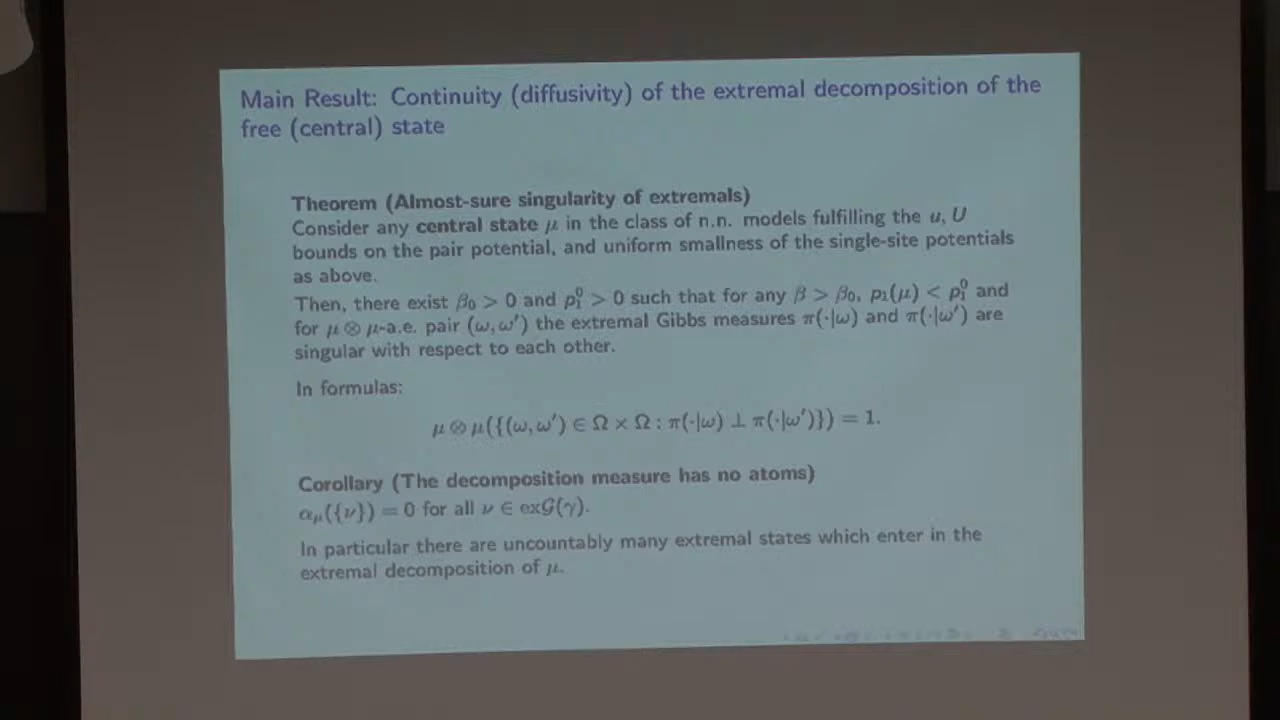 Main Result: Continuity (diffusivity) of the extremal decomposition of the
free (central) state
Theorem (Almost-sure singularity of extremals)
Consider any central state μ in the class of n.n. models fulfilling the u, U
bounds on the pair potential, and uniform smallness of the single-site potentials
as above.
Then, there exist β₀ > 0 and p₁⁰ > 0 such that for any β > β₀, p₁(μ) < p₁⁰ and
for μ ⊗ μ-a.e. pair (ω, ω′) the extremal Gibbs measures π(·|ω) and π(·|ω′) are
singular with respect to each other.
In formulas:
μ ⊗ μ({(ω, ω′) ∈ Ω × Ω : π(·|ω) ⊥ π(·|ω′)}) = 1.
Corollary (The decomposition measure has no atoms)
α_μ({ν}) = 0 for all ν ∈ ex𝒢(γ).
In particular there are uncountably many extremal states which enter in the
extremal decomposition of μ.